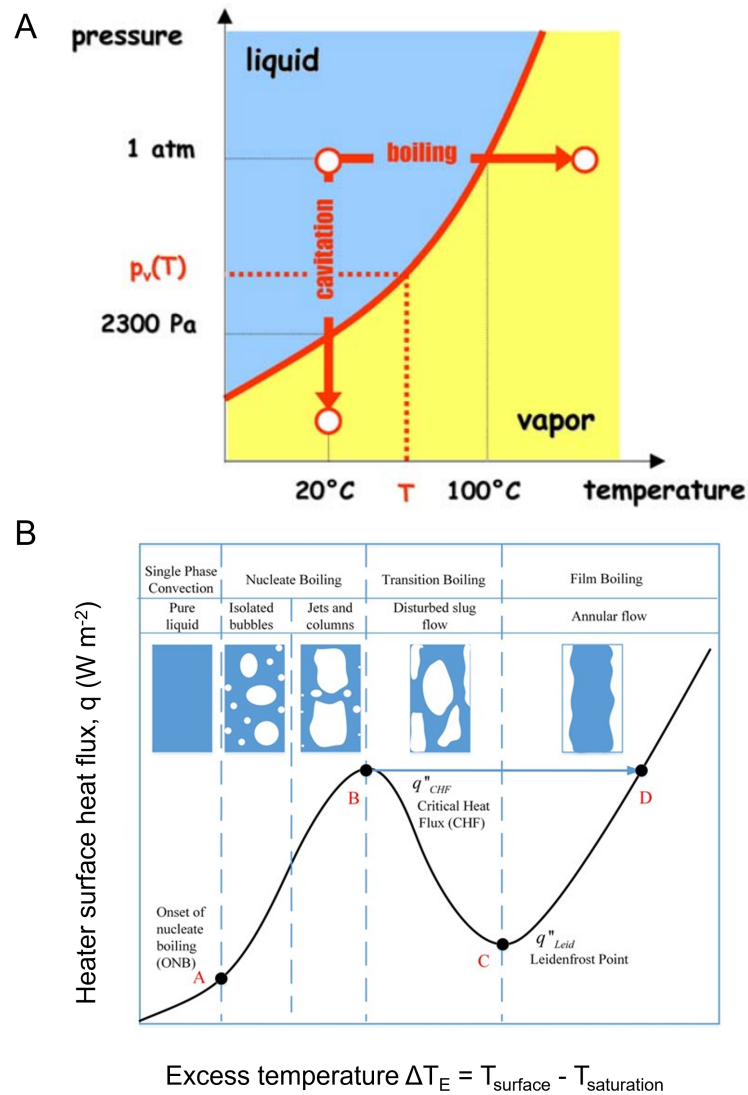 A
pressure
liquid
1 atm
boiling
cavitation
pᵥ(T)
2300 Pa
vapor
20°C
T
100°C
temperature
B
Heater surface heat flux, q (W m⁻²)
Single Phase
Convection
Nucleate Boiling
Transition Boiling
Film Boiling
Pure
liquid
Isolated
bubbles
Jets and
columns
Disturbed slug
flow
Annular flow
B
q"CHF
Critical Heat
Flux (CHF)
D
Onset of
nucleate
boiling
(ONB)
A
C
q"Leid
Leidenfrost Point
Excess temperature ΔTE = Tsurface - Tsaturation